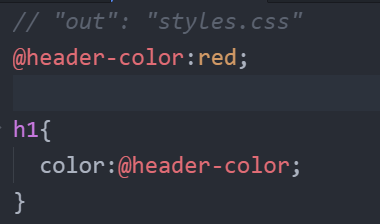 // "out": "styles.css"
@header-color:red;
h1{
color:@header-color;
}